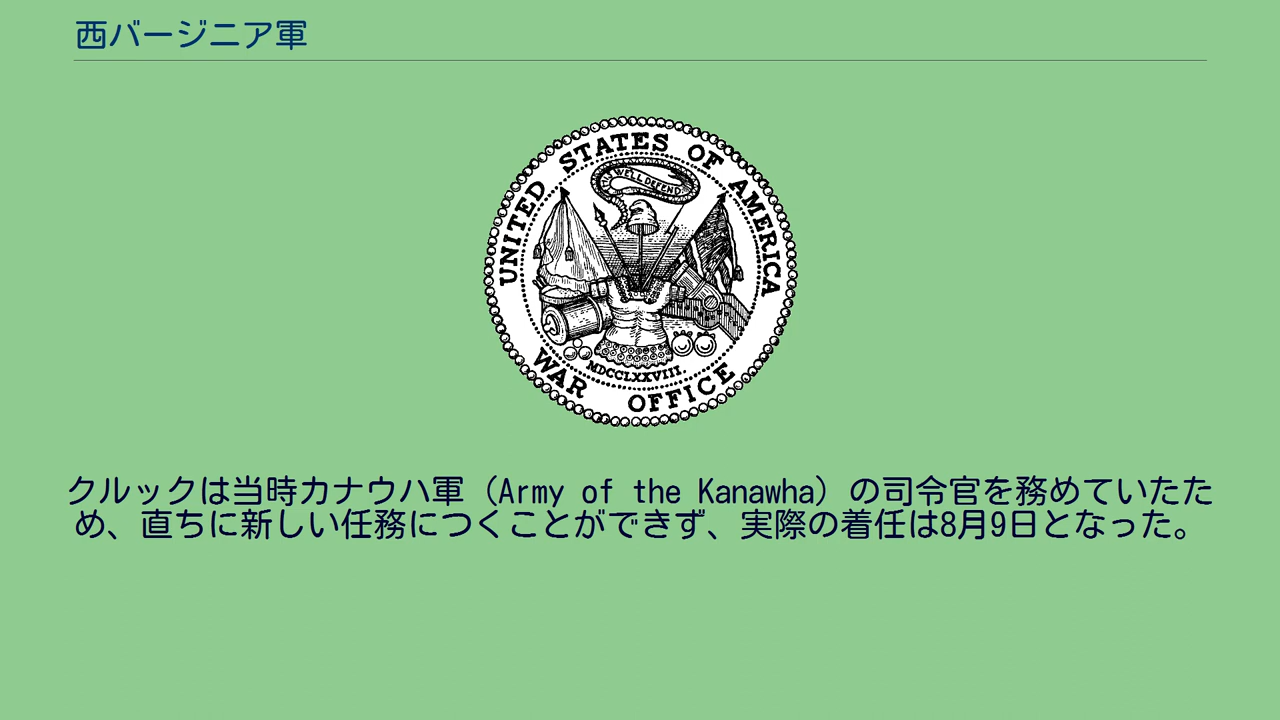 西バージニア軍
UNITED STATES OF AMERICA
THIS WE'LL DEFEND
MDCCLXXVIII
WAR OFFICE
クルックは当時カナウハ軍（Army of the Kanawha）の司令官を務めていたた
め、直ちに新しい任務につくことができず、実際の着任は8月9日となった。